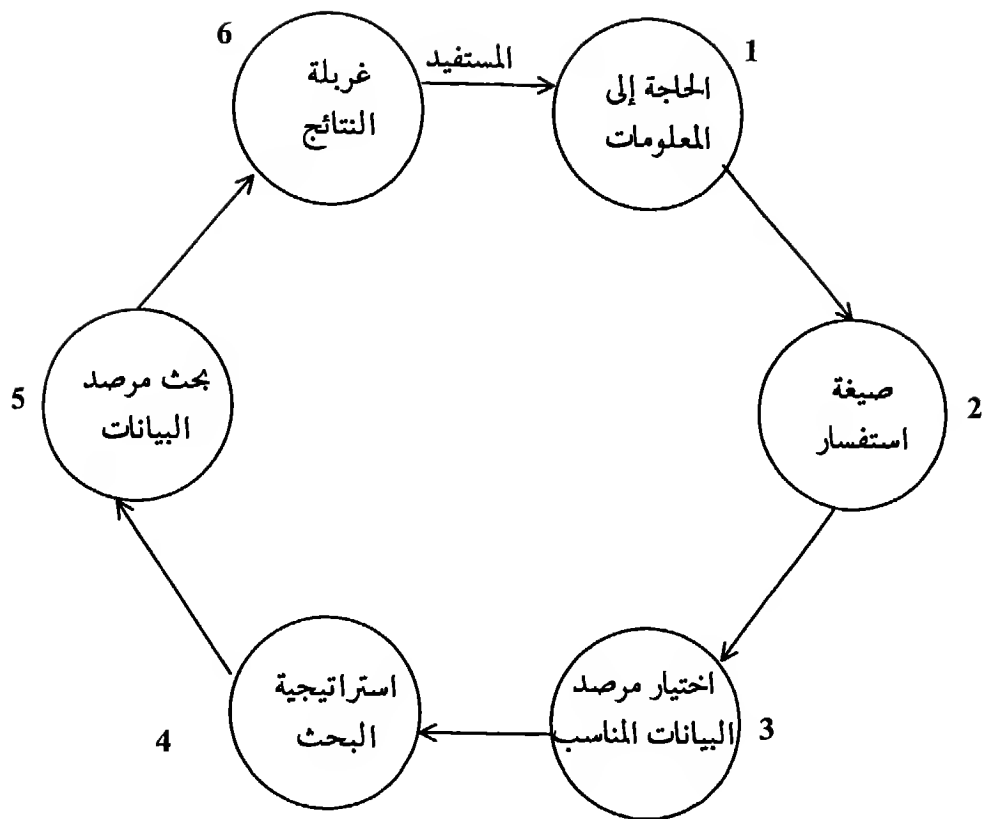 1
الحاجة إلى
المعلومات
2
صيغة
استفسار
3
اختيار مرصد
البيانات المناسب
4
استراتيجية
البحث
5
بحث مرصد
البيانات
6
غربلة
النتائج
المستفيد